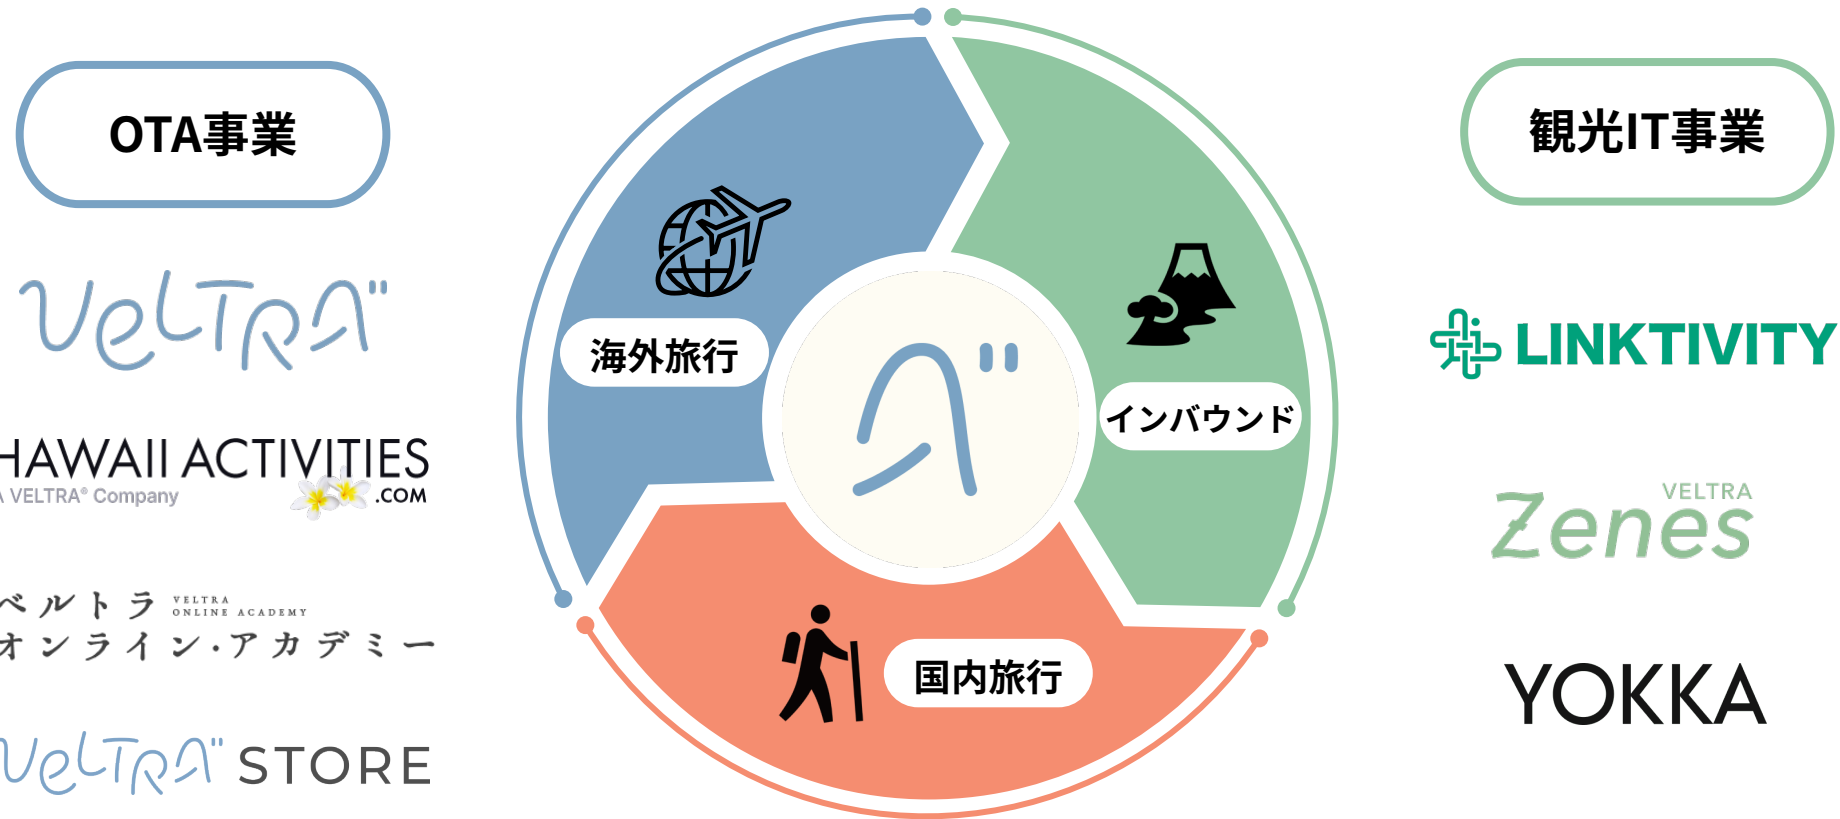 OTA事業
VELTRA
HAWAII ACTIVITIES
A VELTRA® Company
.COM
ベルトラ
VELTRA
ONLINE ACADEMY
オンライン・アカデミー
VELTRA STORE
海外旅行
インバウンド
国内旅行
観光IT事業
LINKTIVITY
VELTRA
Zenes
YOKKA